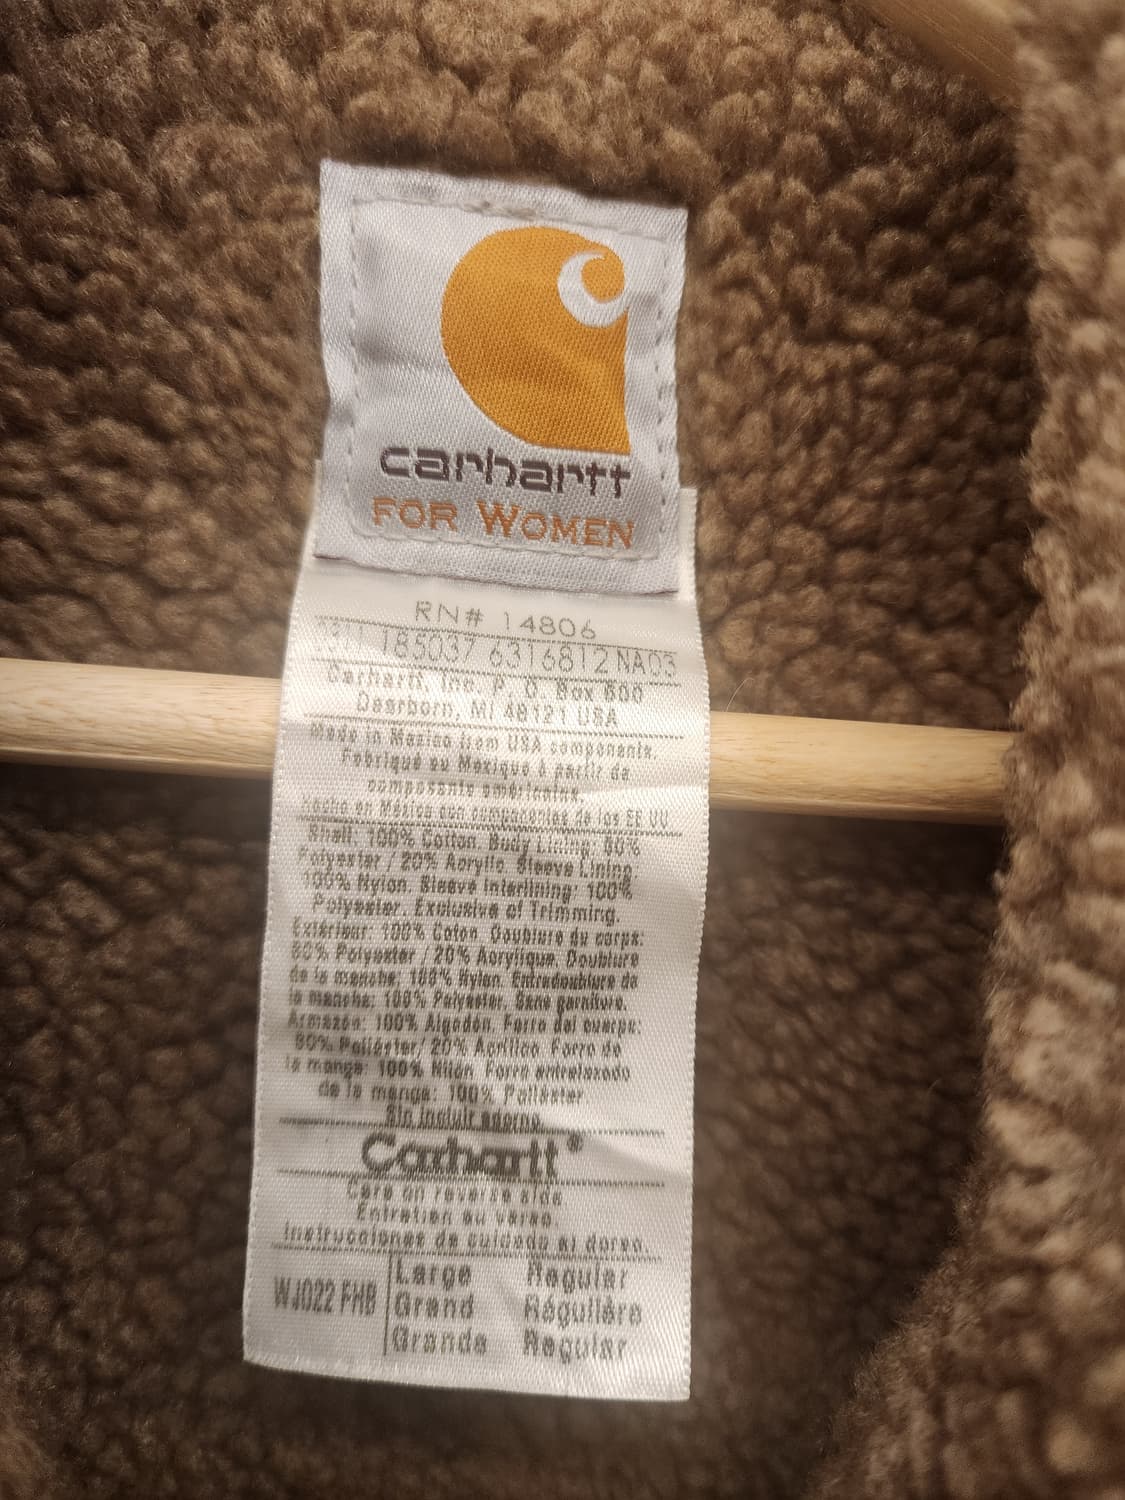 carhartt
FOR WOMEN
RN# 14806
185037 6316812 NA03
Carhartt, Inc. P. O. Box 600
Dearborn, MI 48121 USA
Made in Mexico from USA components.
Fabriqué au Mexique à partir de
composants américains.
Hecho en México con componentes de los EE UU
Shell: 100% Cotton. Body Lining: 80%
Polyester / 20% Acrylic. Sleeve Lining:
100% Nylon. Sleeve Interlining: 100%
Polyester. Exclusive of Trimming.
Extérieur: 100% Coton. Doublure du corps:
80% Polyester / 20% Acrylique. Doublure
de la manche: 100% Nylon. Entredoublure de
la manche: 100% Polyester. Sans garniture.
Armazón: 100% Algodón. Forro del cuerpo:
80% Poliéster / 20% Acrílico. Forro de
la manga: 100% Nilón. Forro entrelazado
de la manga: 100% Poliéster
Sin incluir adorno.
Carhartt®
Care on reverse side
Entretien au verso.
Instrucciones de cuidado al dorso.
WJ022 FHB
Large Regular
Grand Régulière
Grande Regular